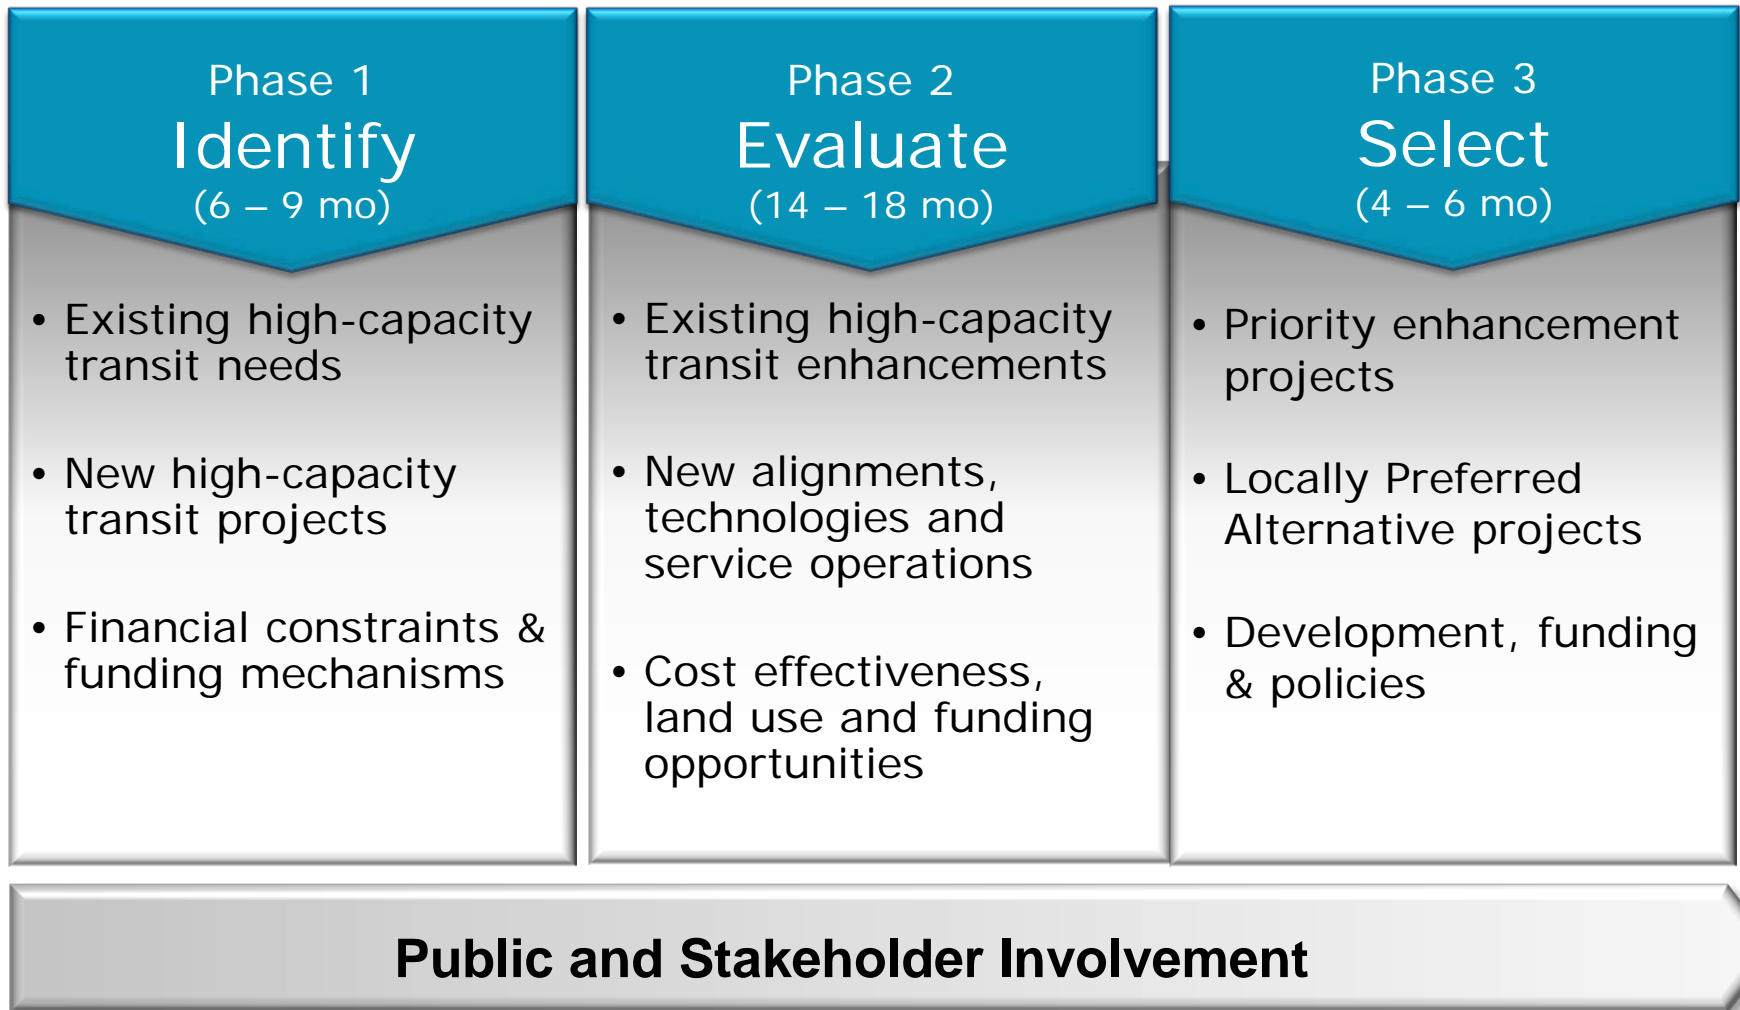 Phase 1
Identify
(6 – 9 mo)
• Existing high-capacity
transit needs
• New high-capacity
transit projects
• Financial constraints &
funding mechanisms
Phase 2
Evaluate
(14 – 18 mo)
• Existing high-capacity
transit enhancements
• New alignments,
technologies and
service operations
• Cost effectiveness,
land use and funding
opportunities
Phase 3
Select
(4 – 6 mo)
• Priority enhancement
projects
• Locally Preferred
Alternative projects
• Development, funding
& policies
Public and Stakeholder Involvement